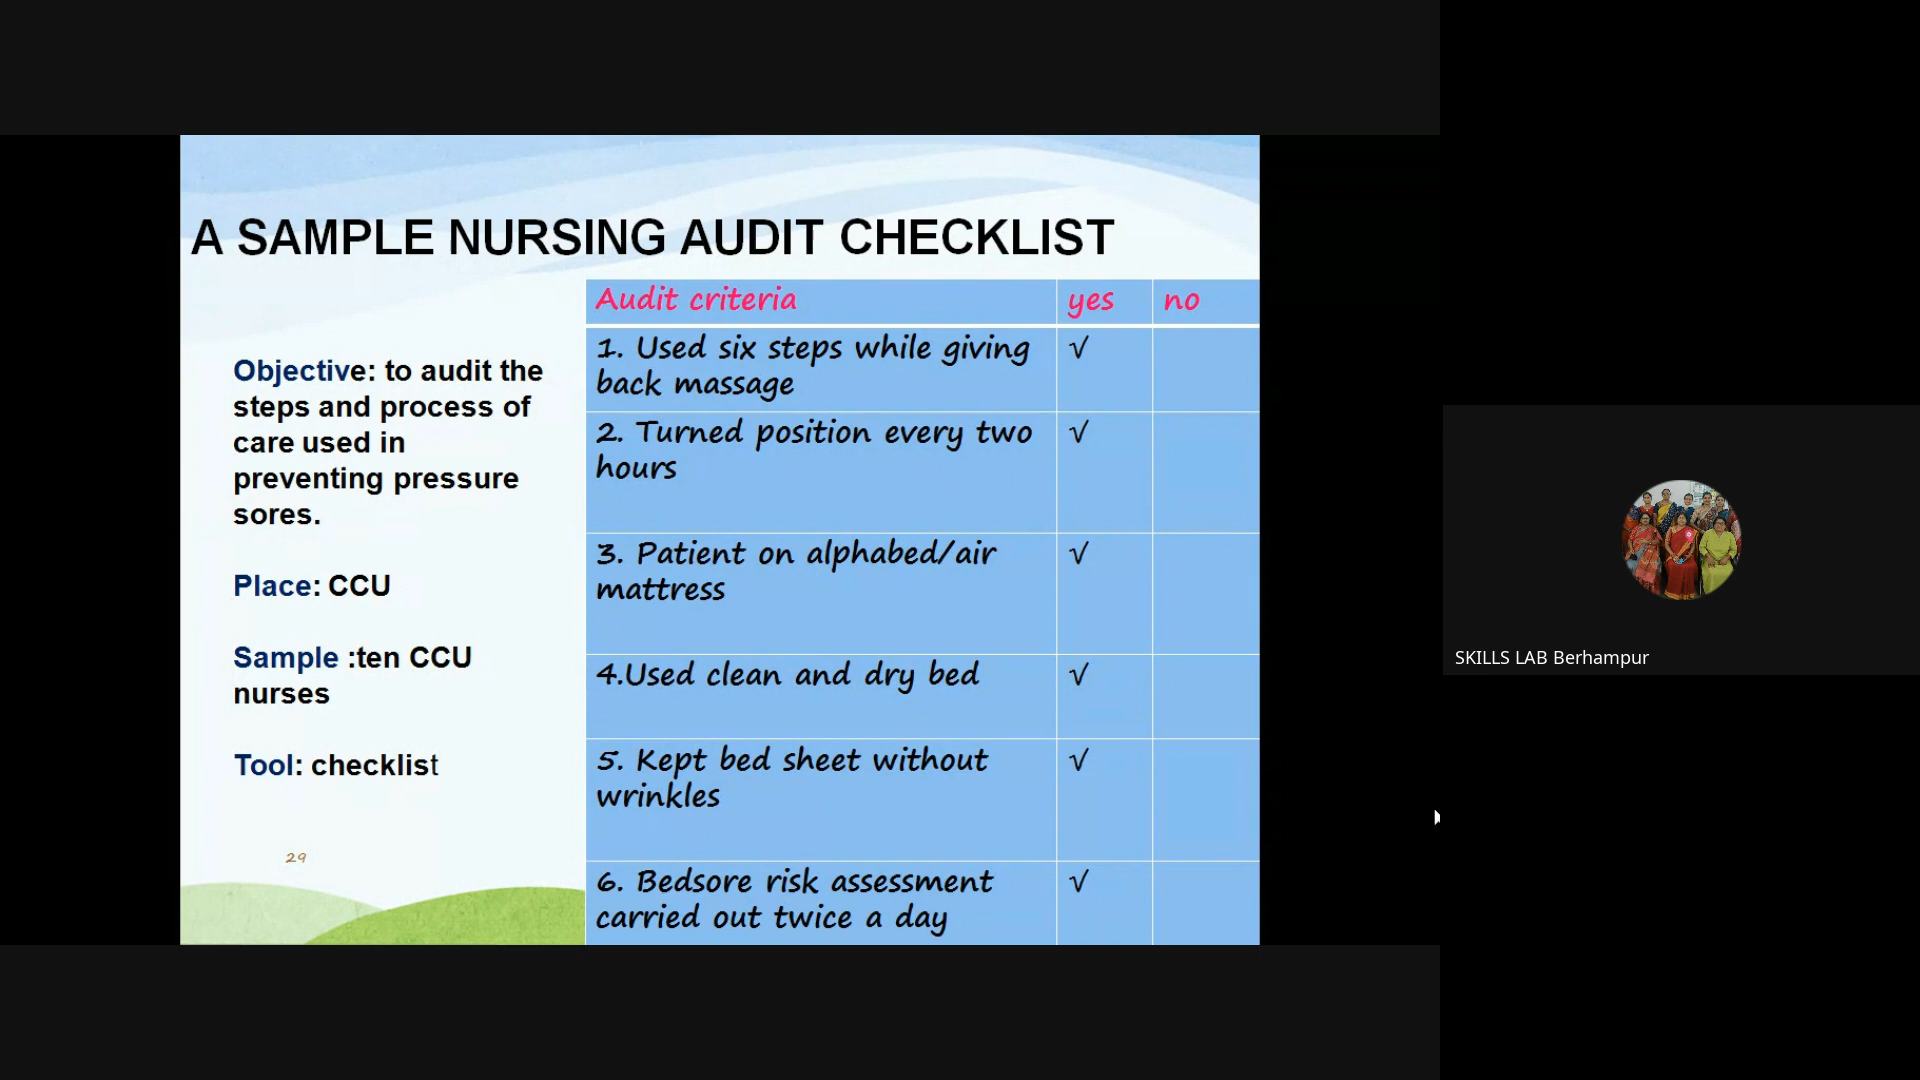 A SAMPLE NURSING AUDIT CHECKLIST
Objective: to audit the
steps and process of
care used in
preventing pressure
sores.
Place: CCU
Sample :ten CCU
nurses
Tool: checklist
29
Audit criteria yes no
1. Used six steps while giving √
back massage
2. Turned position every two √
hours
3. Patient on alphabed/air √
mattress
4.Used clean and dry bed √
5. Kept bed sheet without √
wrinkles
6. Bedsore risk assessment √
carried out twice a day
SKILLS LAB Berhampur